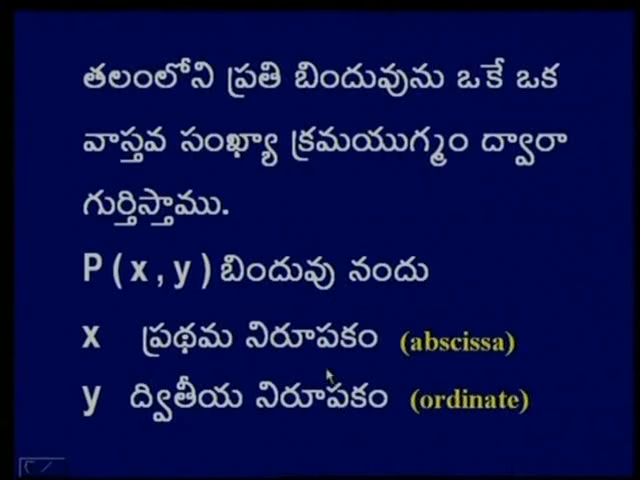 తలంలోని ప్రతి బిందువును ఒకే ఒక
వాస్తవ సంఖ్యా క్రమయుగ్మం ద్వారా
గుర్తిస్తాము.
P ( x , y ) బిందువు నందు
x ప్రథమ నిరూపకం (abscissa)
y ద్వితీయ నిరూపకం (ordinate)